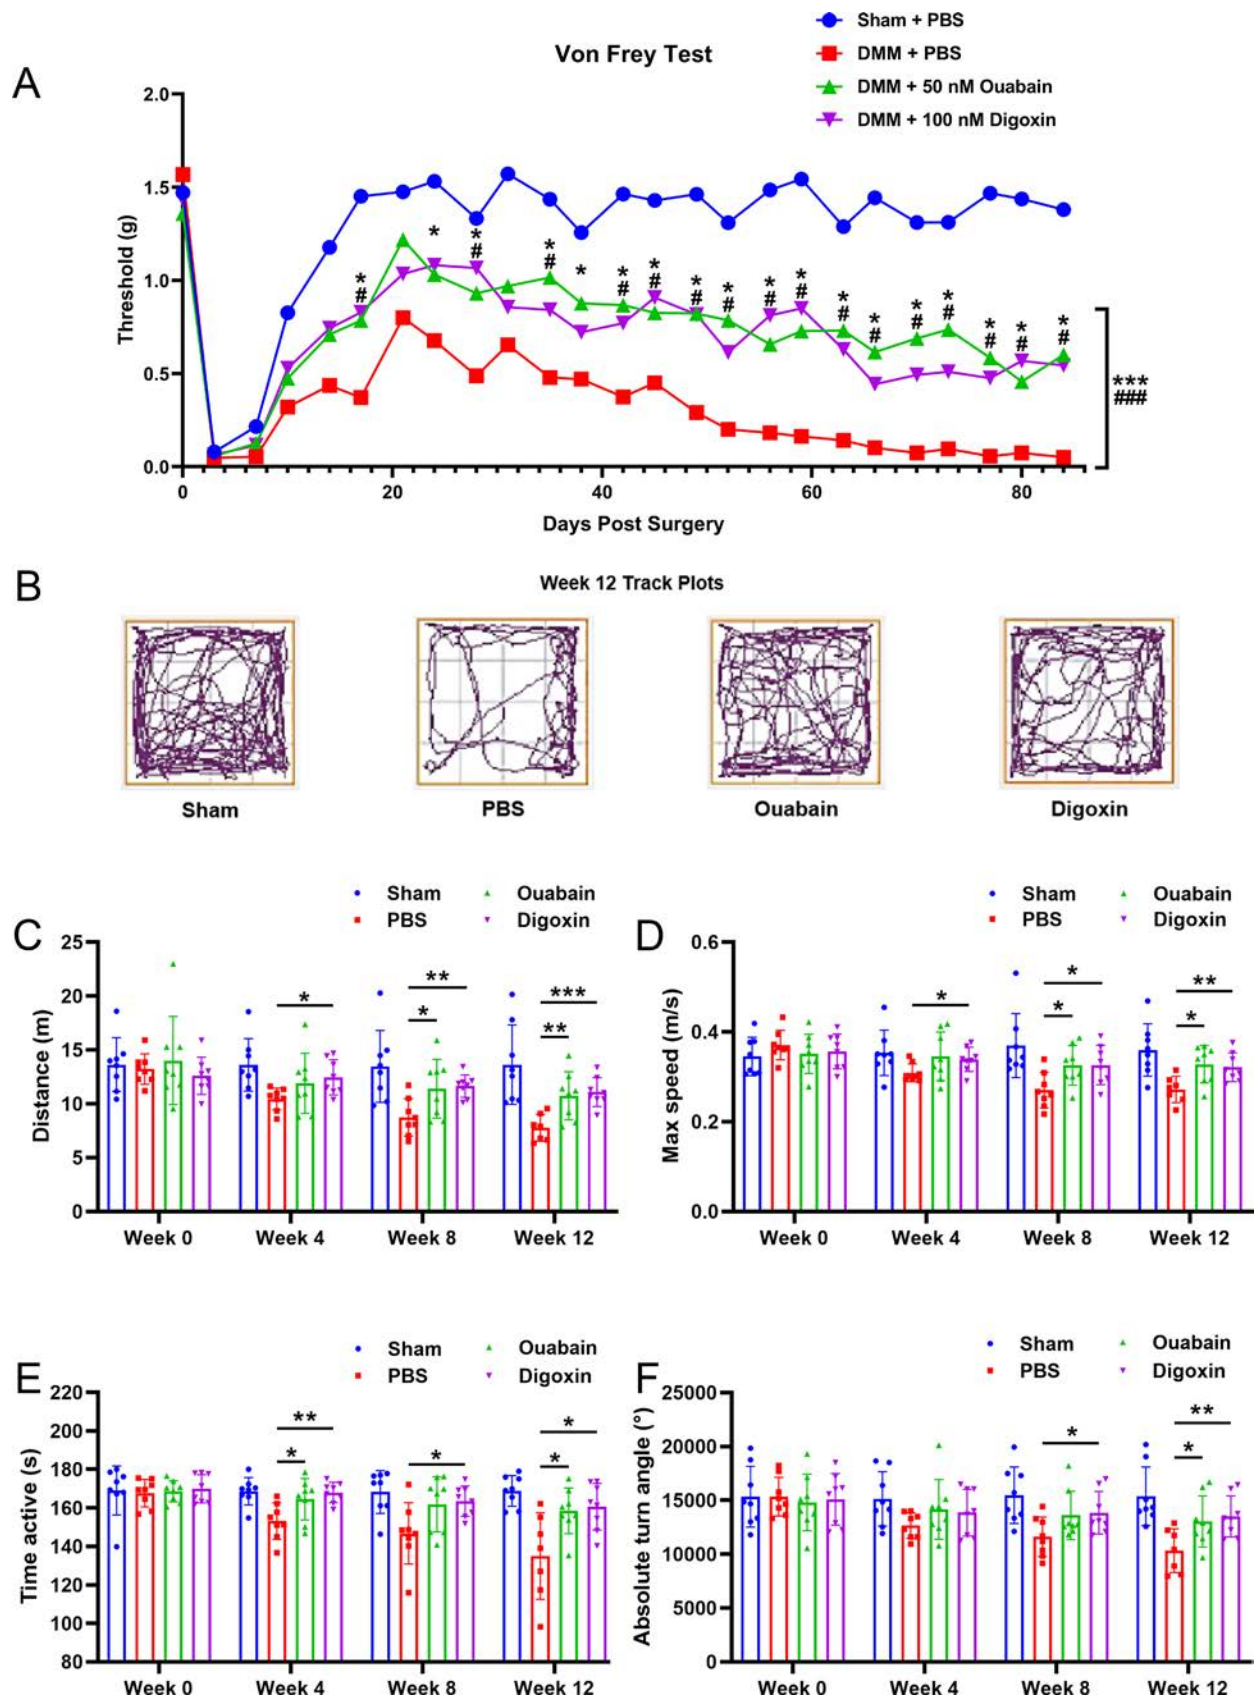 A
Von Frey Test
Sham + PBS
DMM + PBS
DMM + 50 nM Ouabain
DMM + 100 nM Digoxin
Threshold (g)
2.0
1.5
1.0
0.5
0.0
* # * * # * # * * # * # * # * # * # * # * # * # * # * # * # * # * #
***
###
0 20 40 60 80
Days Post Surgery
B
Week 12 Track Plots
Sham PBS Ouabain Digoxin
C
Sham Ouabain
PBS Digoxin
Distance (m)
25
20
15
10
5
0
* ** * *** **
Week 0 Week 4 Week 8 Week 12
D
Sham Ouabain
PBS Digoxin
Max speed (m/s)
0.6
0.4
0.2
0.0
* * * ** *
Week 0 Week 4 Week 8 Week 12
E
Sham Ouabain
PBS Digoxin
Time active (s)
220
200
180
160
140
120
100
80
** * * * *
Week 0 Week 4 Week 8 Week 12
F
Sham Ouabain
PBS Digoxin
Absolute turn angle (°)
25000
20000
15000
10000
5000
0
* ** *
Week 0 Week 4 Week 8 Week 12